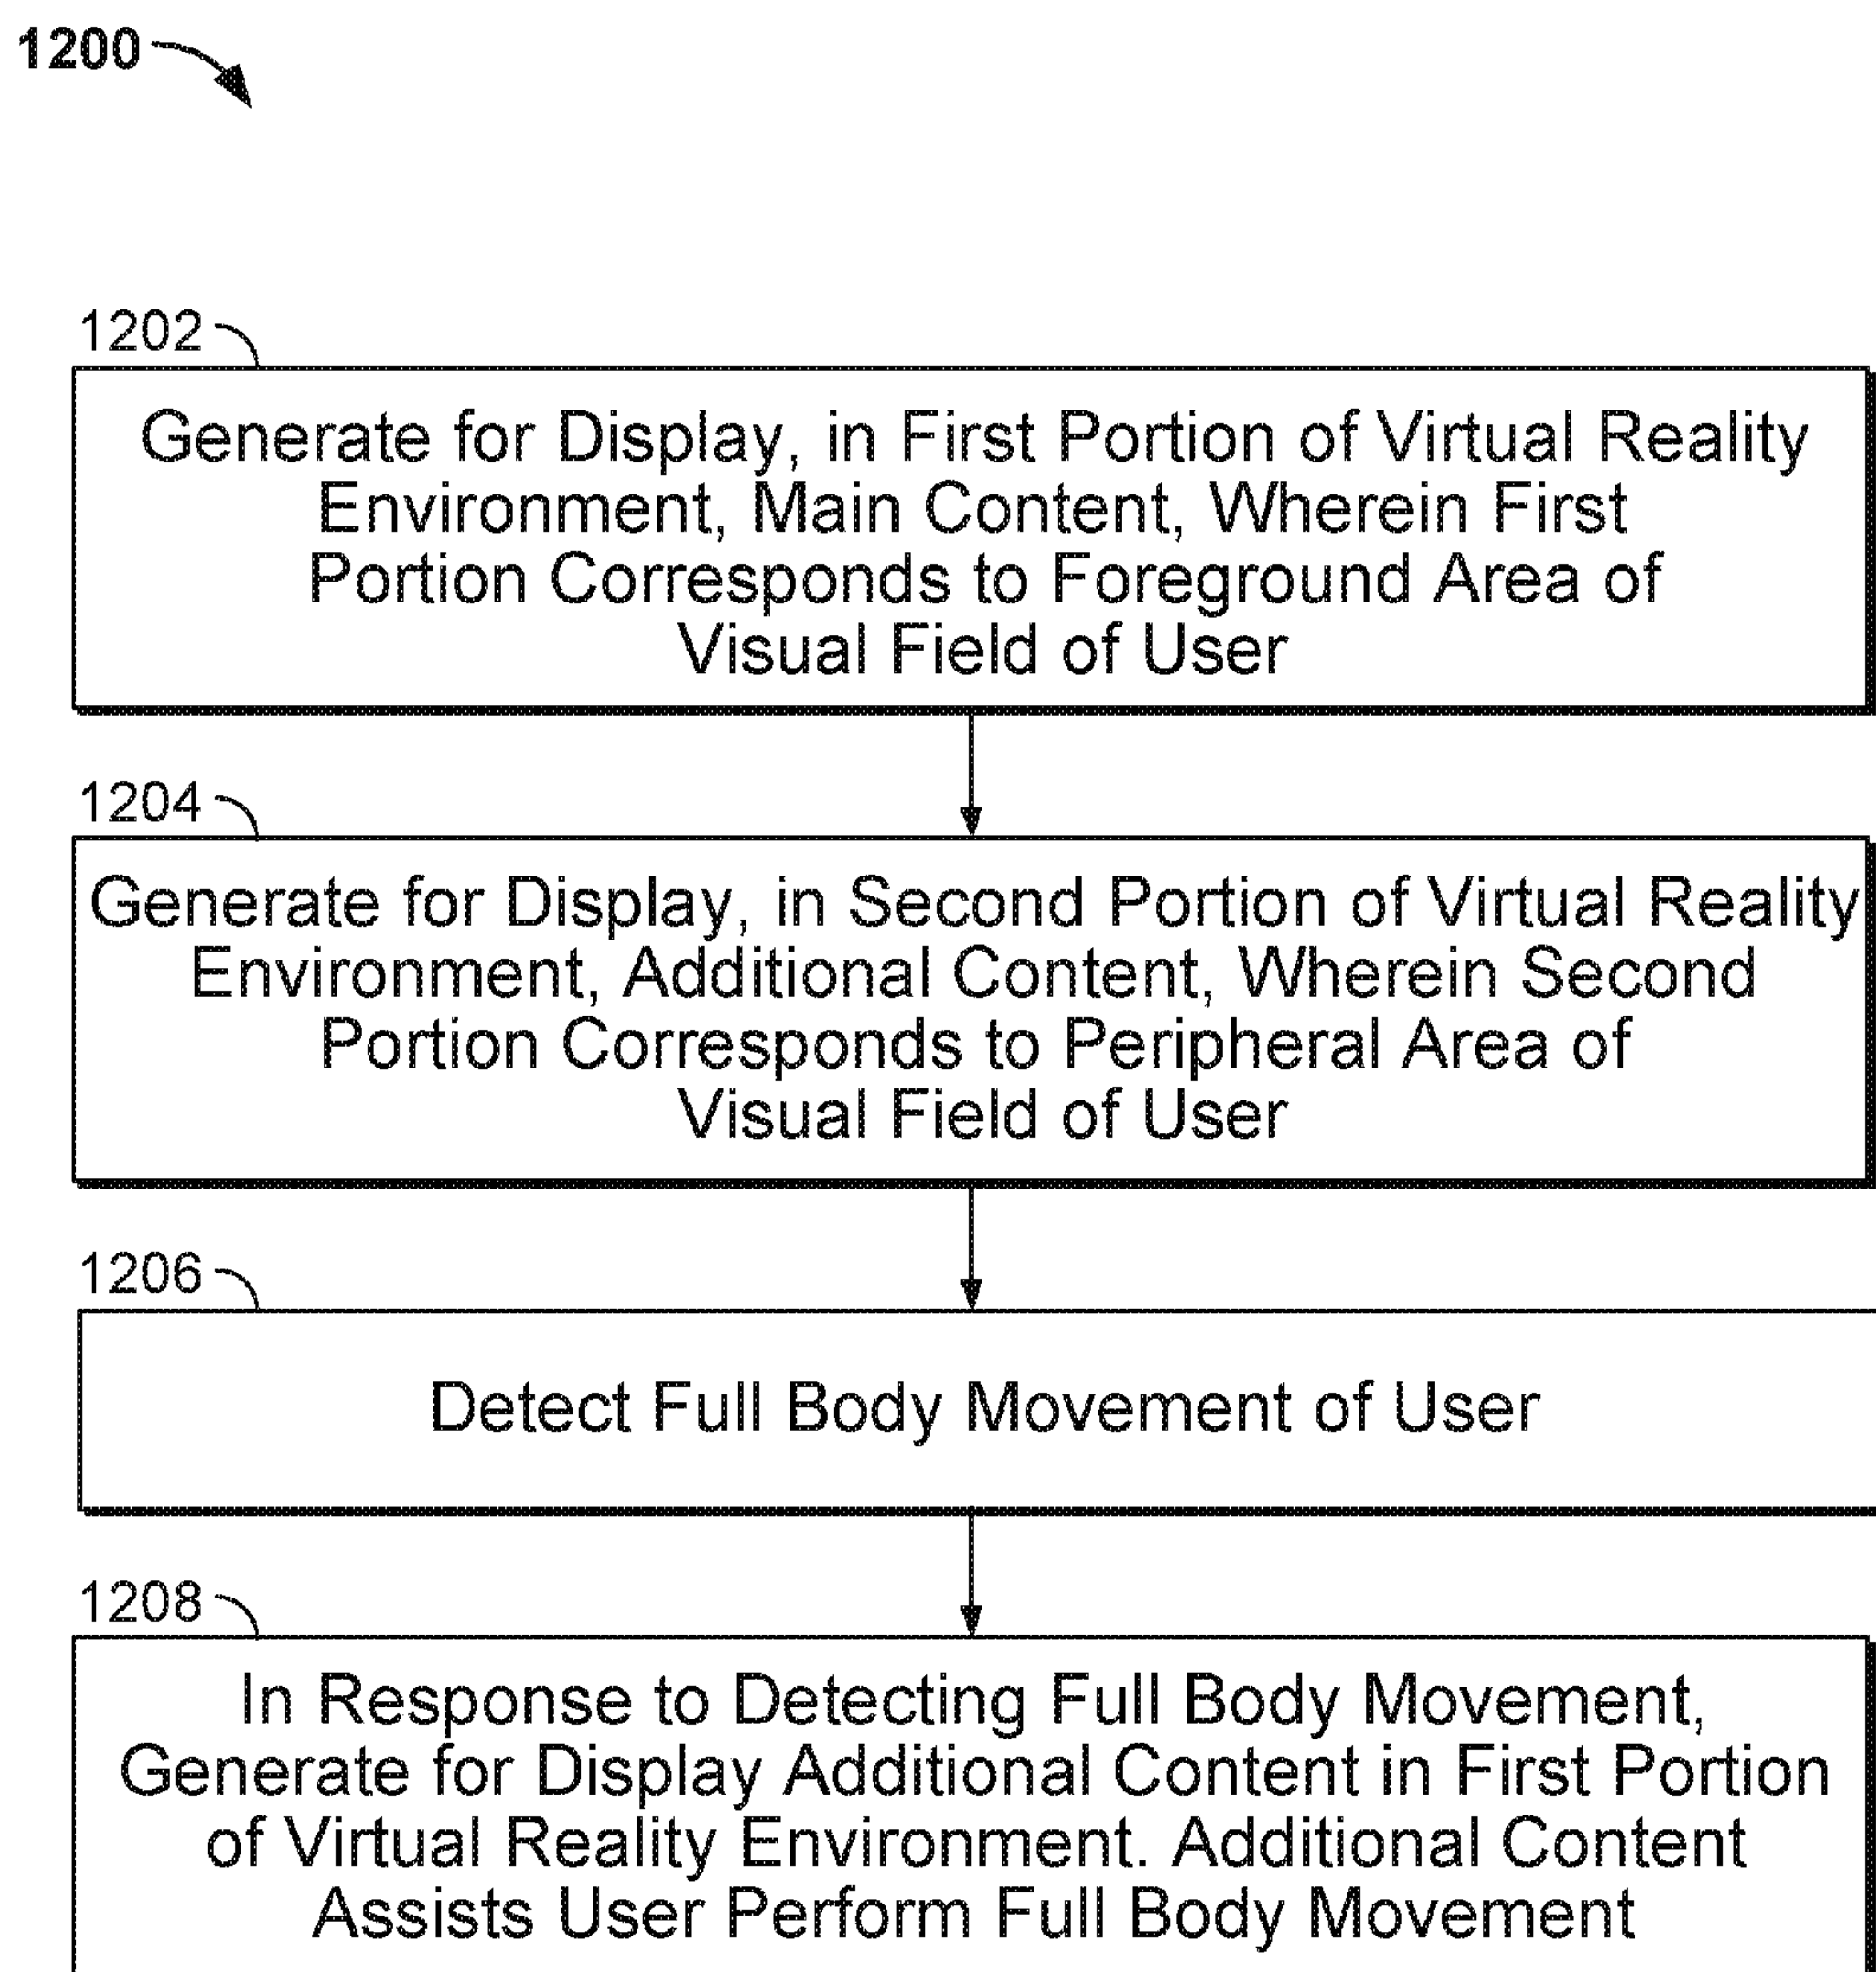 1200
1202
Generate for Display, in First Portion of Virtual Reality
Environment, Main Content, Wherein First
Portion Corresponds to Foreground Area of
Visual Field of User
1204
Generate for Display, in Second Portion of Virtual Reality
Environment, Additional Content, Wherein Second
Portion Corresponds to Peripheral Area of
Visual Field of User
1206
Detect Full Body Movement of User
1208
In Response to Detecting Full Body Movement,
Generate for Display Additional Content in First Portion
of Virtual Reality Environment. Additional Content
Assists User Perform Full Body Movement